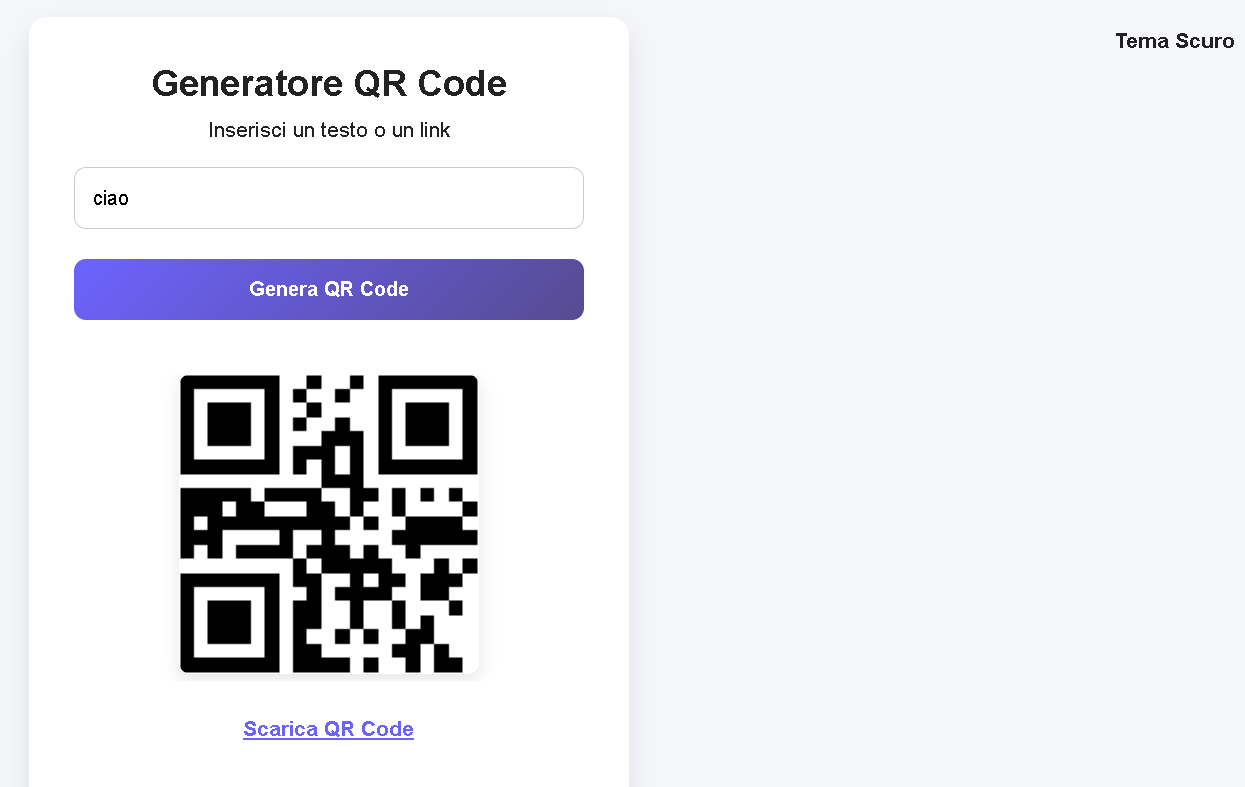 Tema Scuro
Generatore QR Code
Inserisci un testo o un link
ciao
Genera QR Code
Scarica QR Code